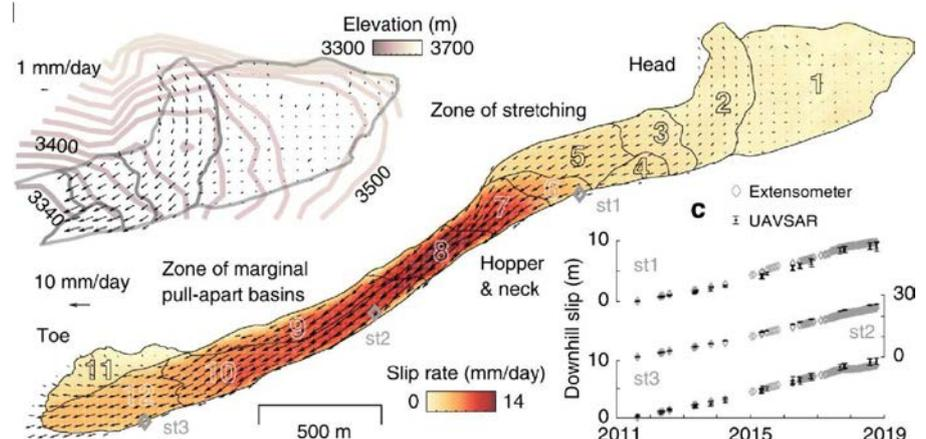 Elevation (m)
3300 3700
1 mm/day
Head
1
2
Zone of stretching
3
3400
5
4
3500
6
3340
7
st1
Extensometer
c
UAVSAR
8
Hopper
& neck
10
st1
Zone of marginal
pull-apart basins
10 mm/day
0
30
9
Toe
st2
st2
Downhill slip (m)
0
11
10
10
st3
Slip rate (mm/day)
12
0 14
st3
500 m
0
2011 2015 2019